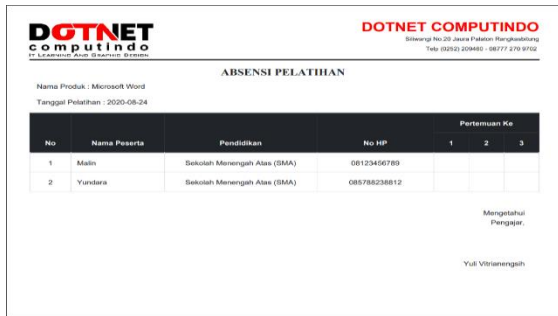 DOTNET
computindo
IT LEARNING AND GRAPHIC DESIGN
DOTNET COMPUTINDO
Siliwangi No.20 Jaura Palaton Rangkasbitung
Telp (0252) 209480 - 08777 270 9702
ABSENSI PELATIHAN
Nama Produk : Microsoft Word
Tanggal Pelatihan : 2020-08-24
No Nama Peserta Pendidikan No HP Pertemuan Ke
1 2 3
1 Malin Sekolah Menengah Atas (SMA) 08123456789
2 Yundara Sekolah Menengah Atas (SMA) 085788238812
Mengetahui
Pengajar,
Yuli Vitrianengsih